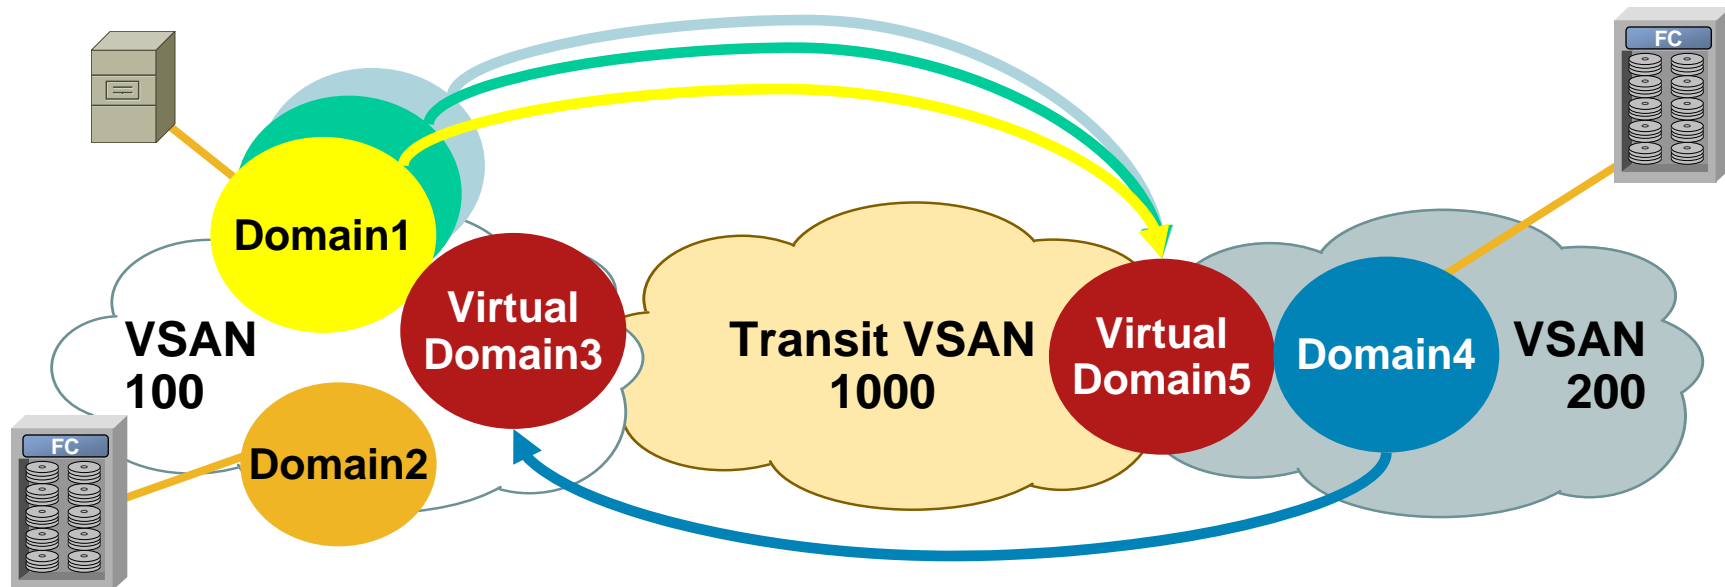 FC
Domain1
VSAN
100
Virtual
Domain3
Transit VSAN
1000
Virtual
Domain5
Domain4
VSAN
200
FC
Domain2